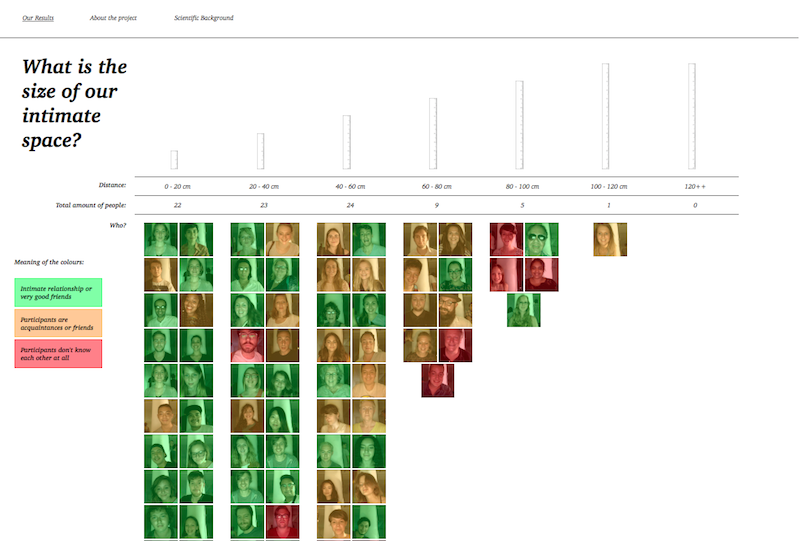 Our Results About the project Scientific Background
What is the
size of our
intimate
space?
Distance: 0 - 20 cm 20 - 40 cm 40 - 60 cm 60 - 80 cm 80 - 100 cm 100 - 120 cm 120++
Total amount of people: 22 23 24 9 5 1 0
Who?
Meaning of the colours:
Intimate relationship or
very good friends
Participants are
acquaintances or friends
Participants don't know
each other at all